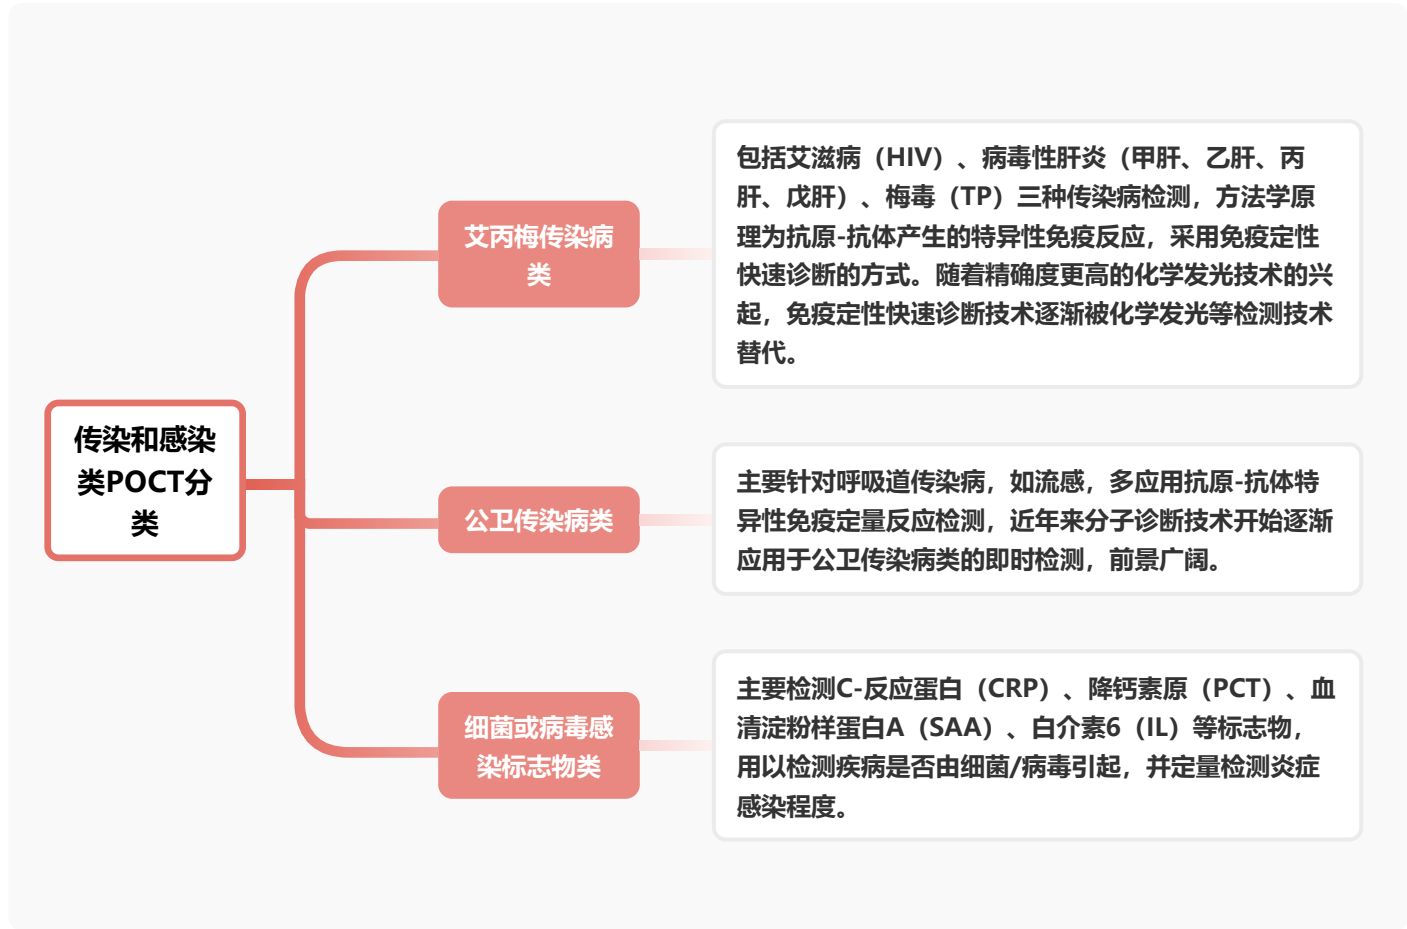 传染和感染
类POCT分
类
艾丙梅传染病
类
包括艾滋病（HIV）、病毒性肝炎（甲肝、乙肝、丙
肝、戊肝）、梅毒（TP）三种传染病检测，方法学原
理为抗原-抗体产生的特异性免疫反应，采用免疫定性
快速诊断的方式。随着精确度更高的化学发光技术的兴
起，免疫定性快速诊断技术逐渐被化学发光等检测技术
替代。
公卫传染病类
主要针对呼吸道传染病，如流感，多应用抗原-抗体特
异性免疫定量反应检测，近年来分子诊断技术开始逐渐
应用于公卫传染病类的即时检测，前景广阔。
细菌或病毒感
染标志物类
主要检测C-反应蛋白（CRP）、降钙素原（PCT）、血
清淀粉样蛋白A（SAA）、白介素6（IL）等标志物，
用以检测疾病是否由细菌/病毒引起，并定量检测炎症
感染程度。